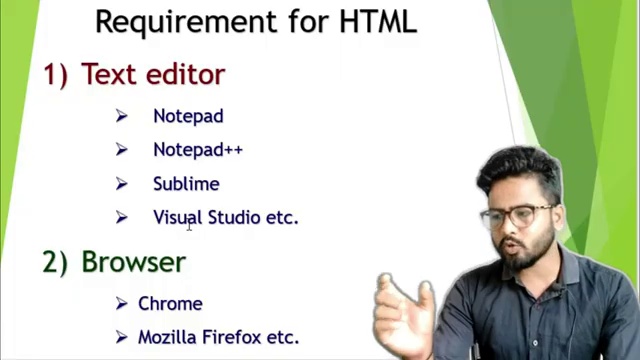 Requirement for HTML
1) Text editor
Notepad
Notepad++
Sublime
Visual Studio etc.
2) Browser
Chrome
Mozilla Firefox etc.